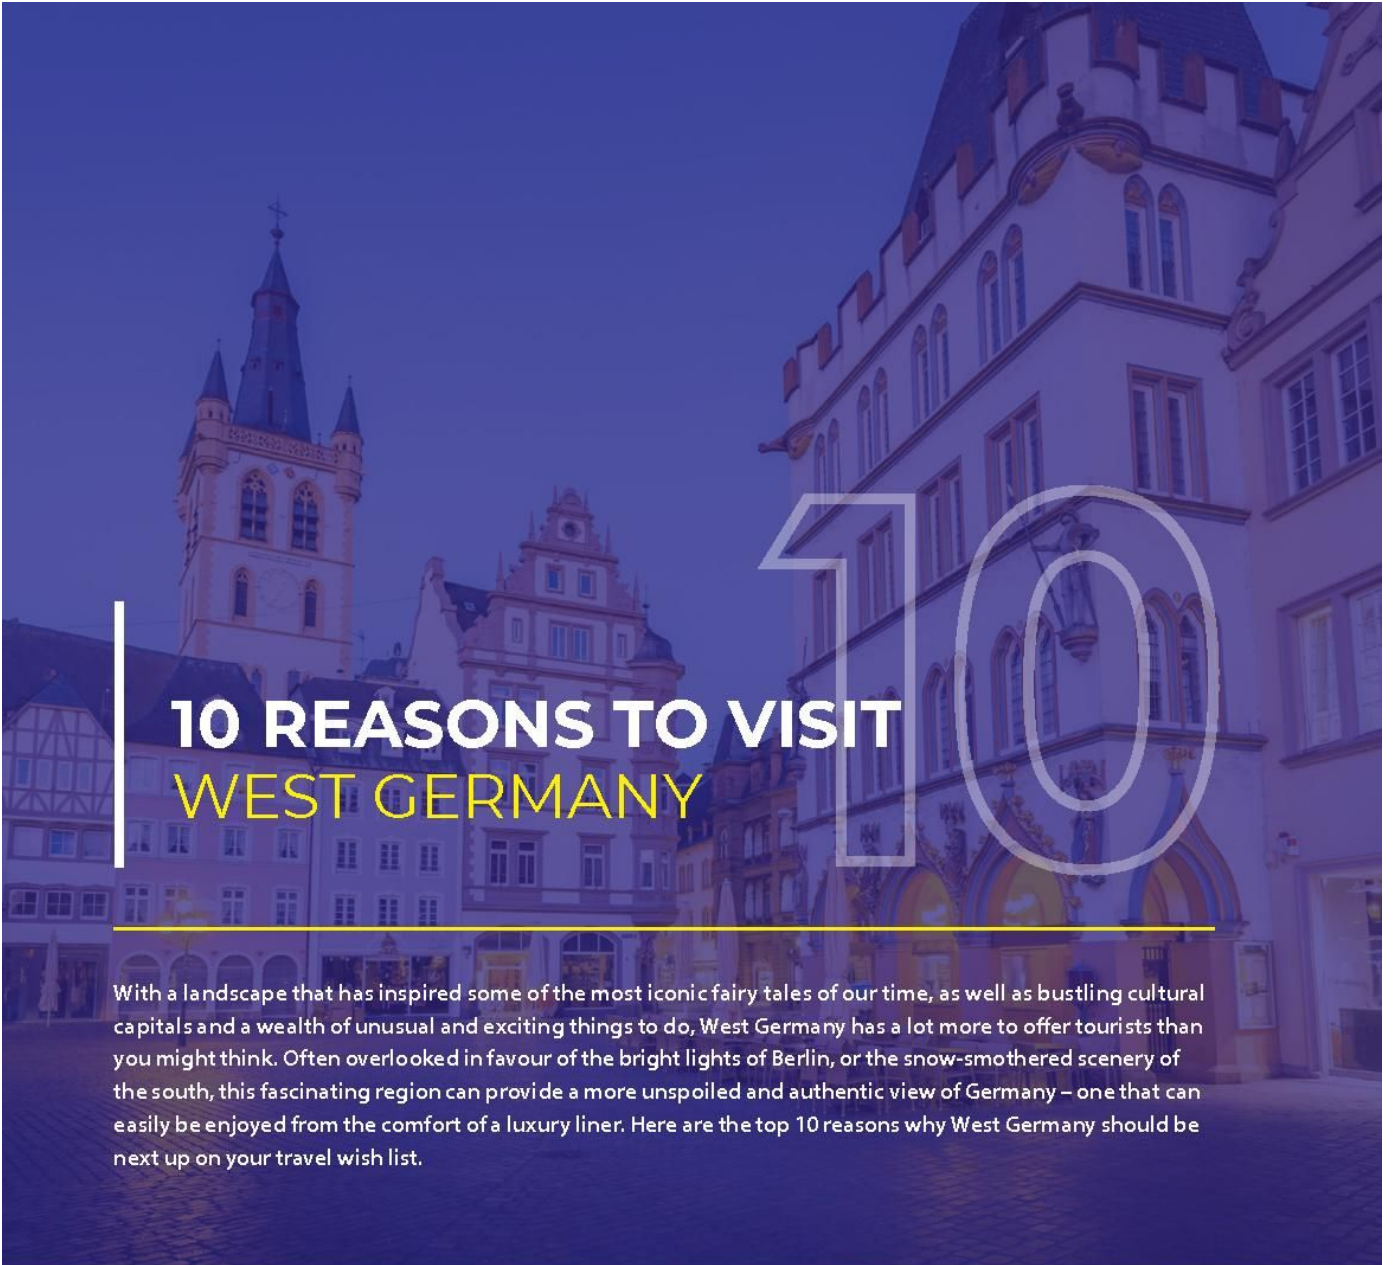 10
10 REASONS TO VISIT
WEST GERMANY
With a landscape that has inspired some of the most iconic fairy tales of our time, as well as bustling cultural
capitals and a wealth of unusual and exciting things to do, West Germany has a lot more to offer tourists than
you might think. Often overlooked in favour of the bright lights of Berlin, or the snow-smothered scenery of
the south, this fascinating region can provide a more unspoiled and authentic view of Germany – one that can
easily be enjoyed from the comfort of a luxury liner. Here are the top 10 reasons why West Germany should be
next up on your travel wish list.